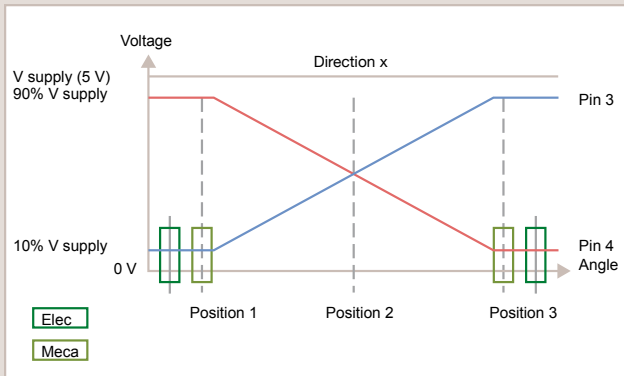 Voltage
Direction x
V supply (5 V)
90% V supply
Pin 3
10% V supply
Pin 4
0 V
Angle
Position 1
Position 2
Position 3
Elec
Meca